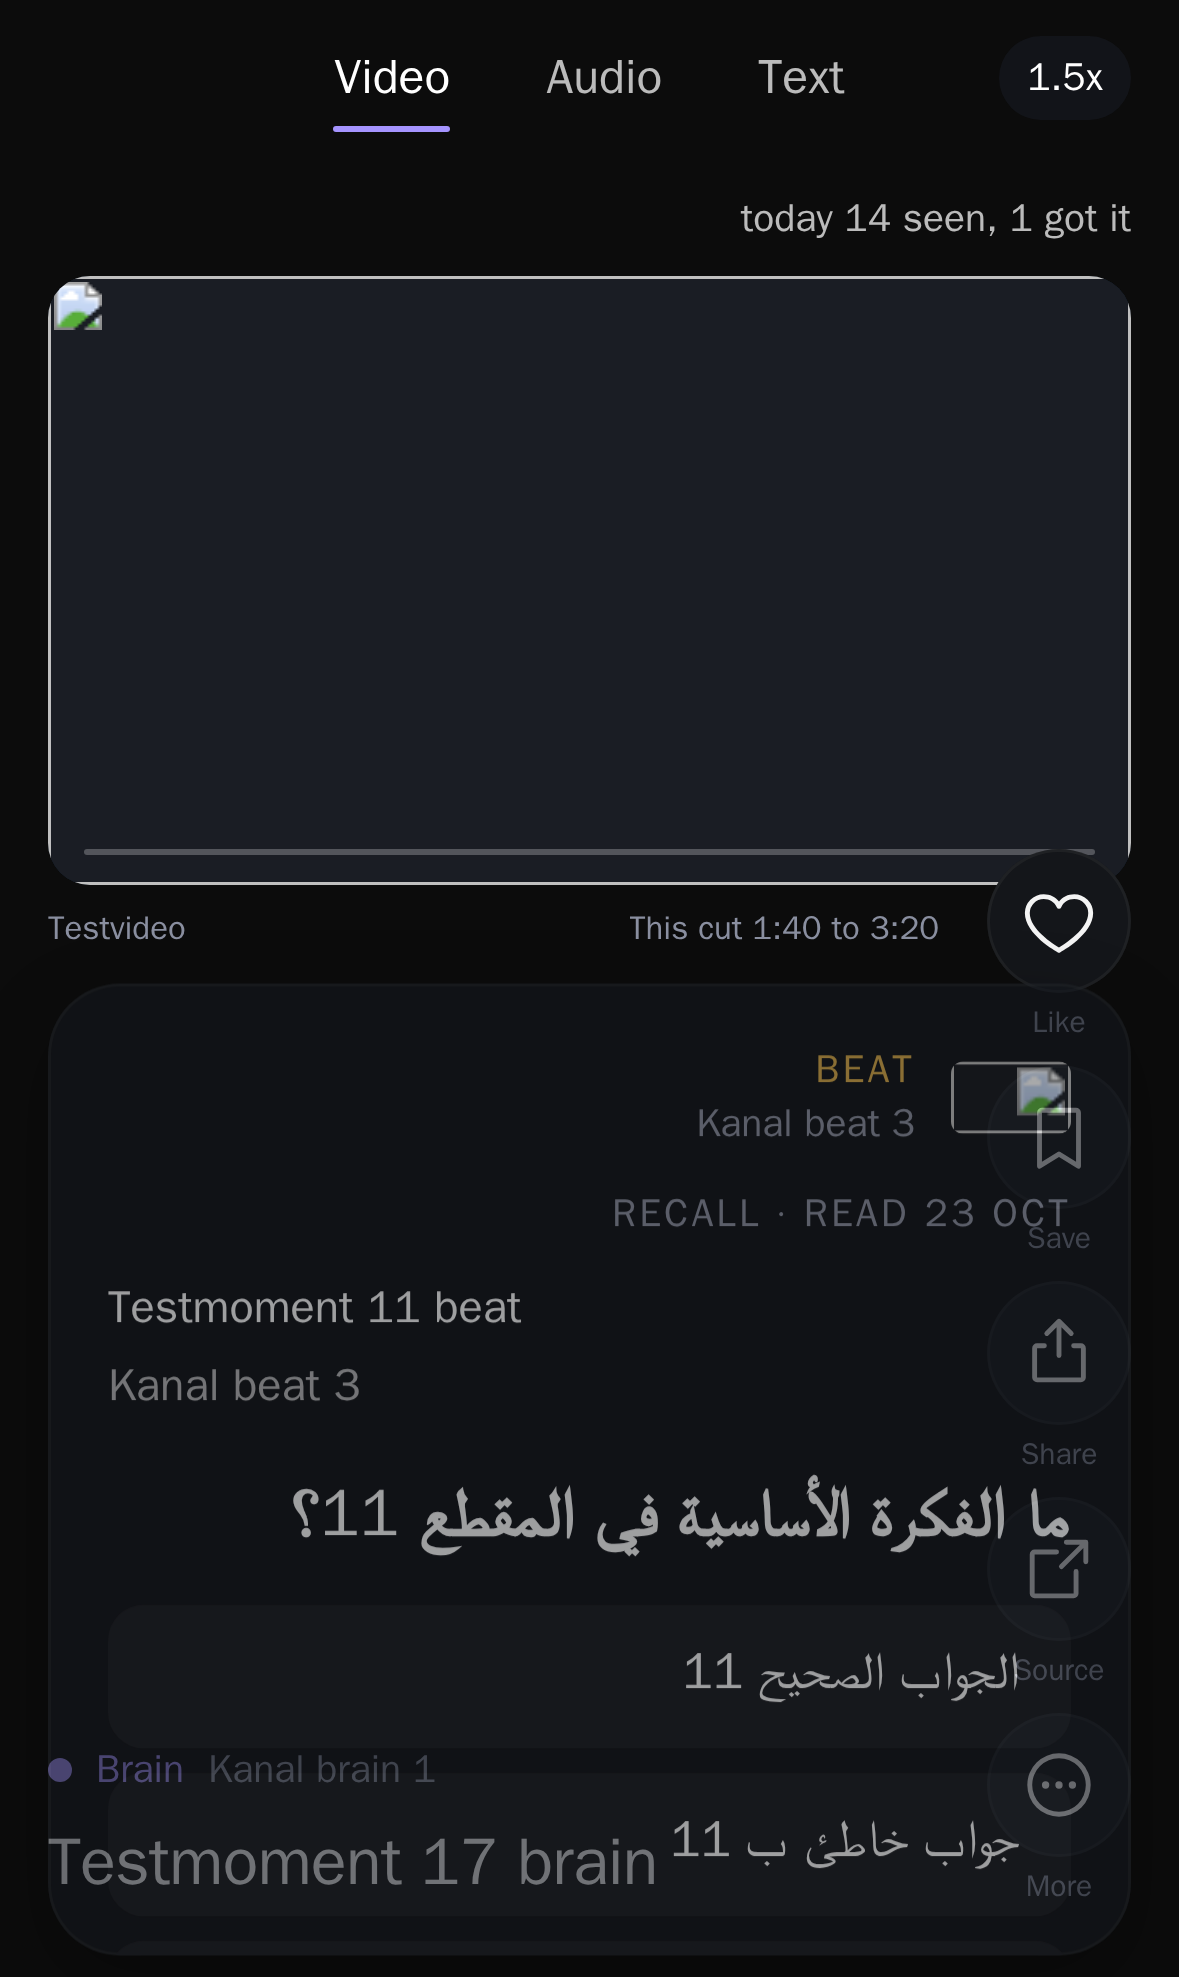 Video Audio Text 1.5x
today 14 seen, 1 got it
Testvideo This cut 1:40 to 3:20
Like
BEAT
Kanal beat 3
RECALL · READ 23 OCT
Save
Testmoment 11 beat
Kanal beat 3
Share
ما الفكرة الأساسية في المقطع 11؟
الجواب الصحيح 11
Source
Brain Kanal brain 1
جواب خاطئ ب 11
Testmoment 17 brain
More